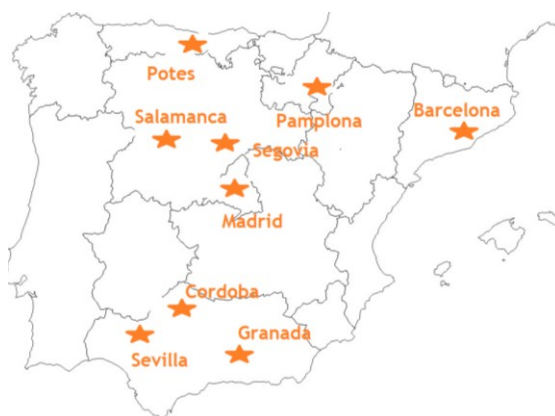 Potes
Salamanca
Pamplona
Barcelona
Segovia
Madrid
Cordoba
Granada
Sevilla